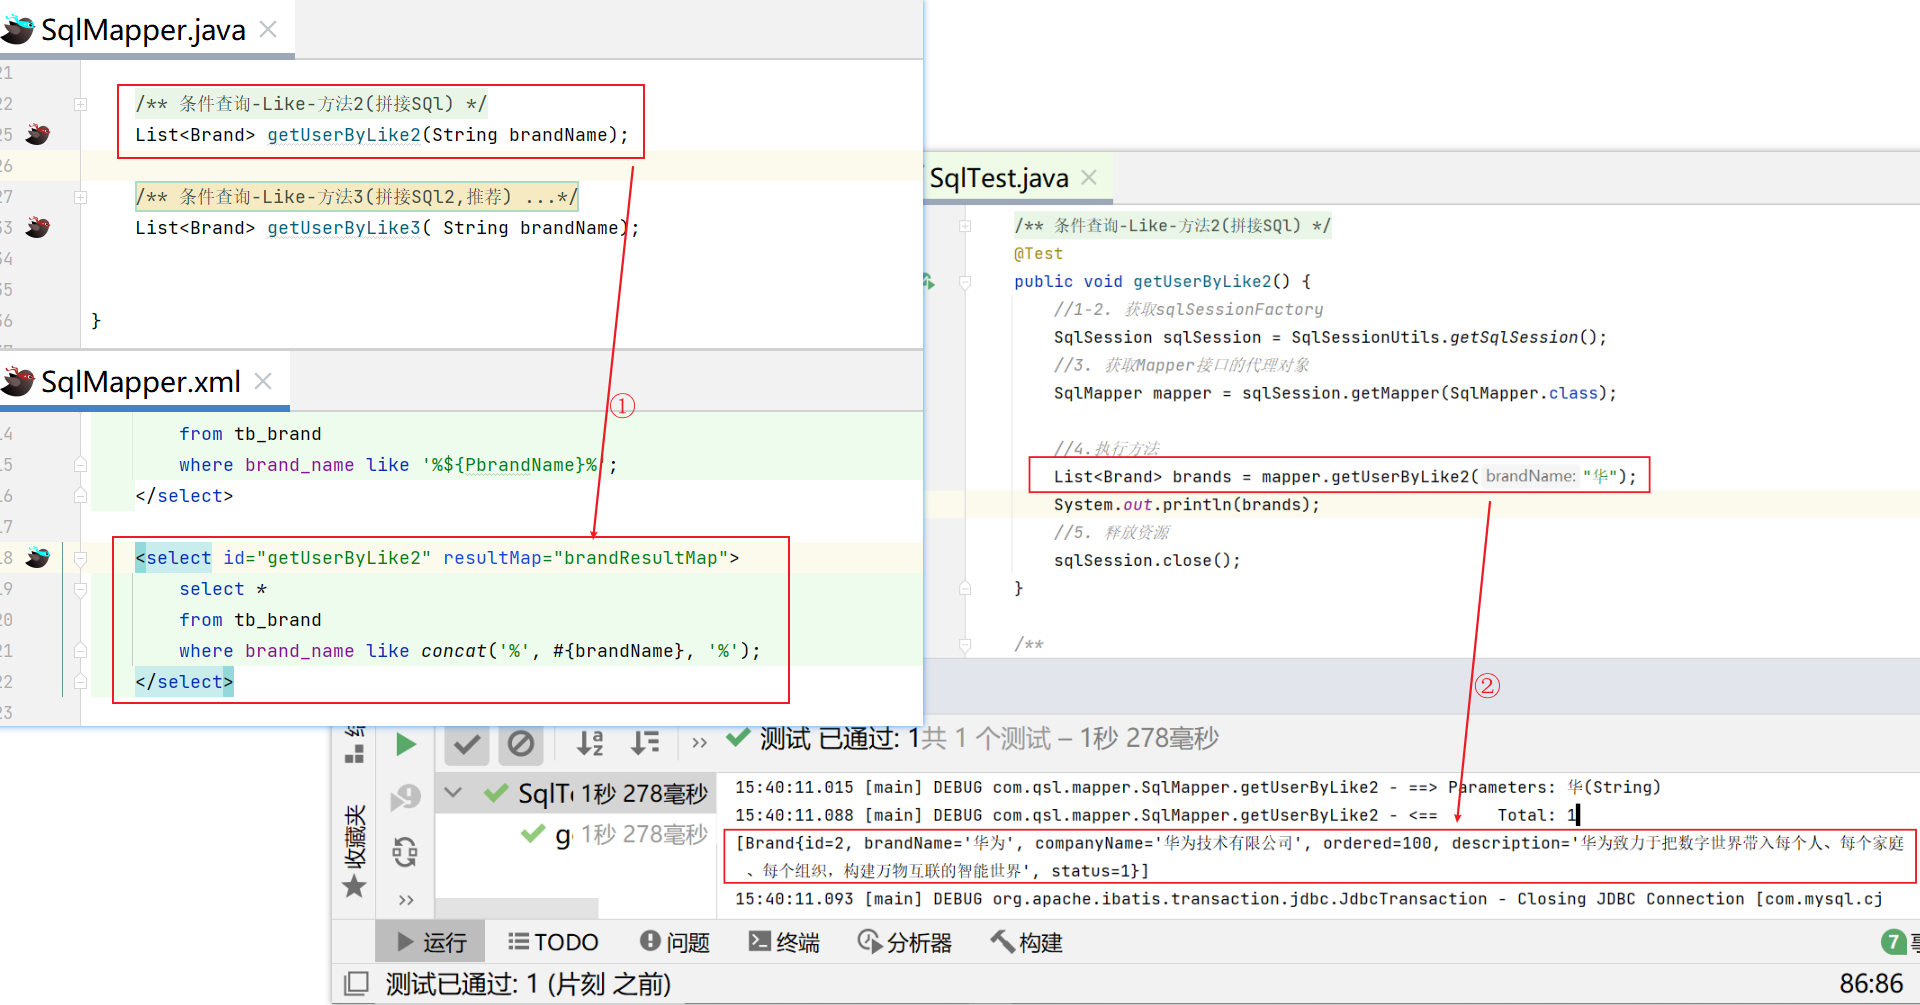 SqlMapper.java
21
22
/** 条件查询-Like-方法2(拼接SQl) */
25
List<Brand> getUserByLike2(String brandName);
26
27
/** 条件查询-Like-方法3(拼接SQl2,推荐) ...*/
33
List<Brand> getUserByLike3( String brandName);
34
35
36
}
SqlMapper.xml
14
from tb_brand
15
where brand_name like '%${PbrandName}%';
16
</select>
17
18
<select id="getUserByLike2" resultMap="brandResultMap">
19
select *
20
from tb_brand
21
where brand_name like concat('%', #{brandName}, '%');
22
</select>
23
①
SqlTest.java
/** 条件查询-Like-方法2(拼接SQl) */
@Test
public void getUserByLike2() {
//1-2. 获取sqlSessionFactory
SqlSession sqlSession = SqlSessionUtils.getSqlSession();
//3. 获取Mapper接口的代理对象
SqlMapper mapper = sqlSession.getMapper(SqlMapper.class);
//4.执行方法
List<Brand> brands = mapper.getUserByLike2( brandName: "华");
System.out.println(brands);
//5. 释放资源
sqlSession.close();
}
/**
②
收藏夹
测试 已通过: 1共 1 个测试 – 1秒 278毫秒
SqlTe 1秒 278毫秒
g 1秒 278毫秒
15:40:11.015 [main] DEBUG com.qsl.mapper.SqlMapper.getUserByLike2 - ==> Parameters: 华(String)
15:40:11.088 [main] DEBUG com.qsl.mapper.SqlMapper.getUserByLike2 - <==      Total: 1
[Brand{id=2, brandName='华为', companyName='华为技术有限公司', ordered=100, description='华为致力于把数字世界带入每个人、每个家庭
、每个组织，构建万物互联的智能世界', status=1}]
15:40:11.093 [main] DEBUG org.apache.ibatis.transaction.jdbc.JdbcTransaction - Closing JDBC Connection [com.mysql.cj
运行 TODO 问题 终端 分析器 构建 7
测试已通过: 1 (片刻 之前) 86:86